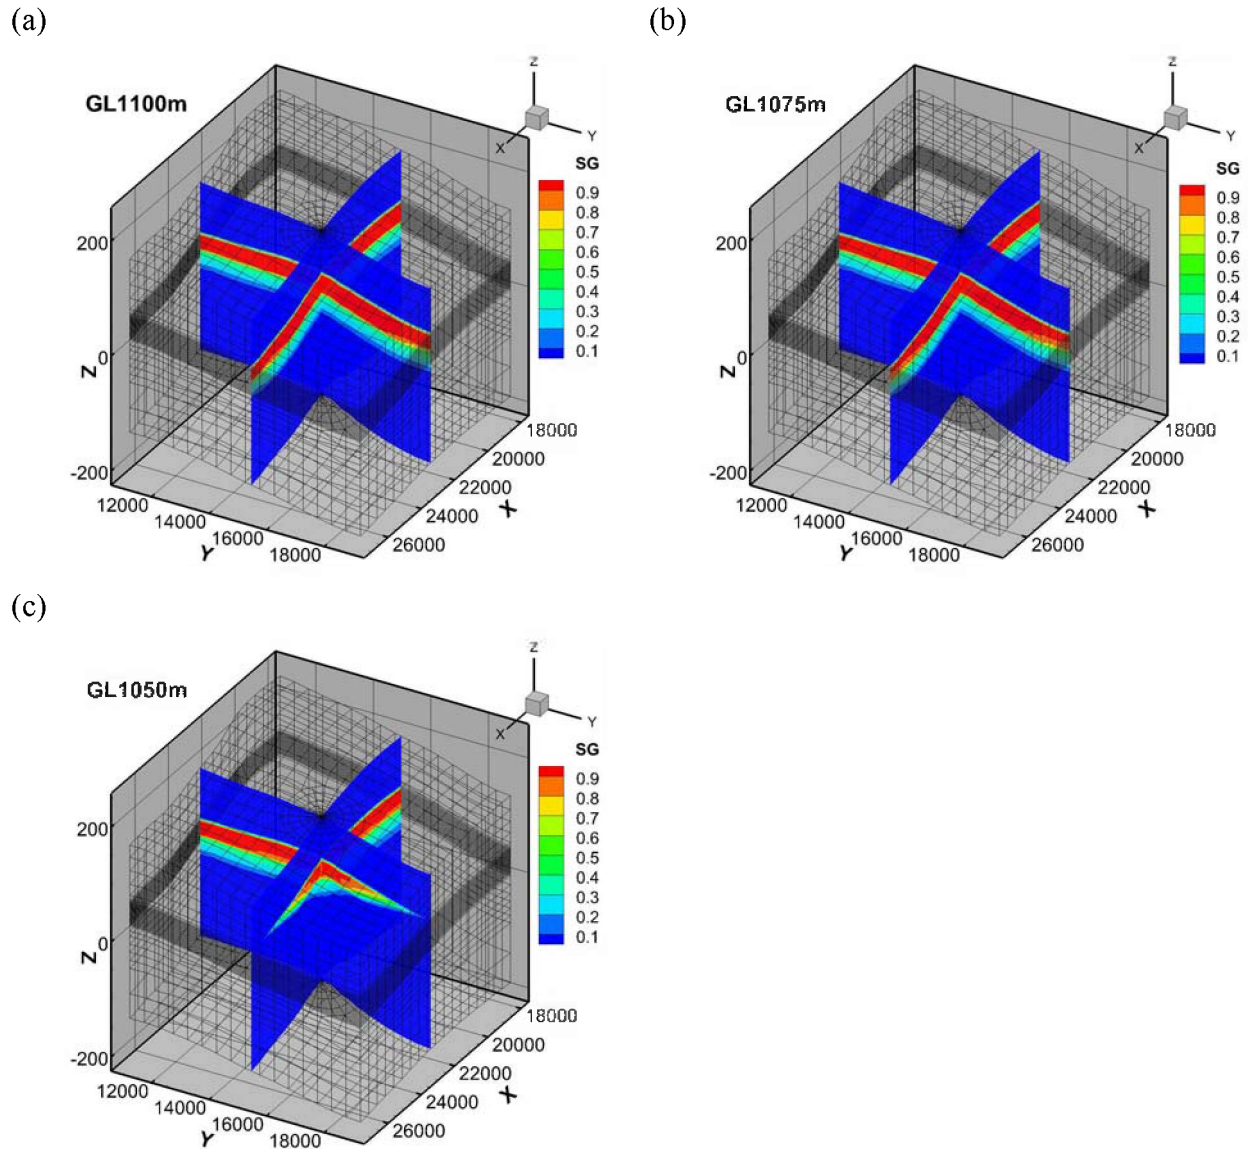 (a)
GL1100m
Z
Y
X
SG
0.9
0.8
0.7
0.6
0.5
0.4
0.3
0.2
0.1
200
0
Z
-200
12000
14000
16000
18000
Y
18000
20000
22000
24000
26000
X
(b)
GL1075m
Z
Y
X
SG
0.9
0.8
0.7
0.6
0.5
0.4
0.3
0.2
0.1
200
0
Z
-200
12000
14000
16000
18000
Y
18000
20000
22000
24000
26000
X
(c)
GL1050m
Z
Y
X
SG
0.9
0.8
0.7
0.6
0.5
0.4
0.3
0.2
0.1
200
0
Z
-200
12000
14000
16000
18000
Y
18000
20000
22000
24000
26000
X